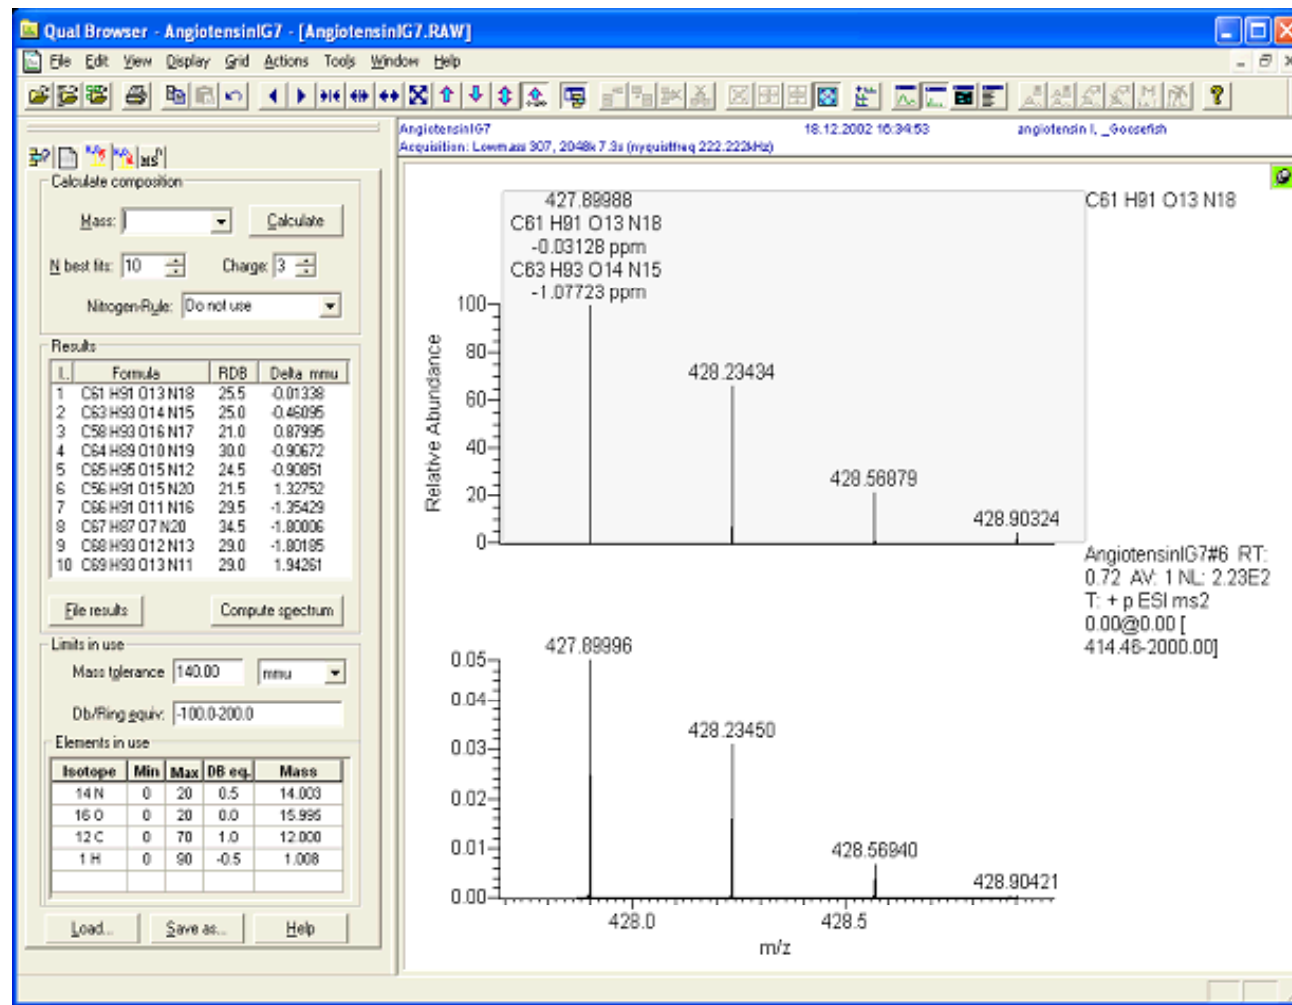 Qual Browser - AngiotensinIG7 - [AngiotensinIG7.RAW]
File Edit View Display Grid Actions Tools Window Help
AngiotensinIG7 18.12.2002 16:34:53 angiotensin I, _Goosefish
Acquisition: Lowmass 307, 2048k 7.3s (nyquistfreq 222.222kHz)
Calculate composition
Mass: Calculate
N best fits: 10 Charge: 3
Nitrogen-Rule: Do not use
Results
I.. Formula RDB Delta mmu
1 C61 H91 O13 N18 25.5 -0.01338
2 C63 H93 O14 N15 25.0 -0.46095
3 C58 H93 O16 N17 21.0 0.87995
4 C64 H89 O10 N19 30.0 -0.90672
5 C65 H95 O15 N12 24.5 -0.90851
6 C56 H91 O15 N20 21.5 1.32752
7 C66 H91 O11 N16 29.5 -1.35429
8 C67 H87 O7 N20 34.5 -1.80006
9 C68 H93 O12 N13 29.0 -1.80185
10 C69 H93 O13 N11 29.0 1.94261
File results Compute spectrum
Limits in use
Mass tolerance 140.00 mmu
Db/Ring equiv: -100.0-200.0
Elements in use
Isotope Min Max DB eq. Mass
14 N 0 20 0.5 14.003
16 O 0 20 0.0 15.995
12 C 0 70 1.0 12.000
1 H 0 90 -0.5 1.008
Load... Save as... Help
427.89988
C61 H91 O13 N18
-0.03128 ppm
C63 H93 O14 N15
-1.07723 ppm
C61 H91 O13 N18
100
80
60
40
20
0
Relative Abundance
428.23434
428.56879
428.90324
AngiotensinIG7#6 RT:
0.72 AV: 1 NL: 2.23E2
T: + p ESI ms2
0.00@0.00 [
414.46-2000.00]
427.89996
0.05
0.04
0.03
0.02
0.01
0.00
428.23450
428.56940
428.90421
428.0 428.5
m/z